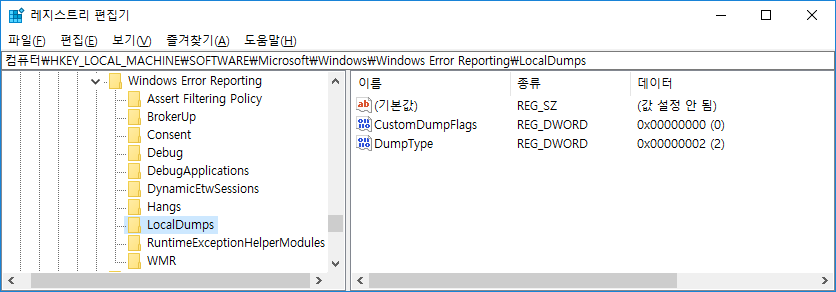 레지스트리 편집기
파일(F) 편집(E) 보기(V) 즐겨찾기(A) 도움말(H)
컴퓨터₩HKEY_LOCAL_MACHINE₩SOFTWARE₩Microsoft₩Windows₩Windows Error Reporting₩LocalDumps
Windows Error Reporting
Assert Filtering Policy
BrokerUp
Consent
Debug
DebugApplications
DynamicEtwSessions
Hangs
LocalDumps
RuntimeExceptionHelperModules
WMR
이름 종류 데이터
ab (기본값) REG_SZ (값 설정 안 됨)
CustomDumpFlags REG_DWORD 0x00000000 (0)
DumpType REG_DWORD 0x00000002 (2)